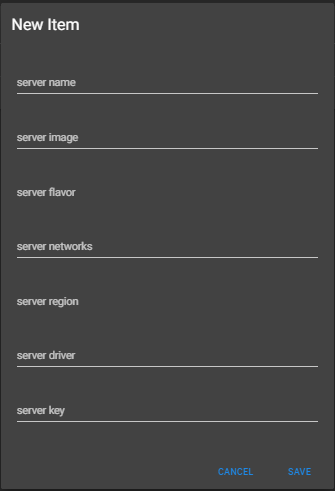 New Item
server name
server image
server flavor
server networks
server region
server driver
server key
CANCEL SAVE